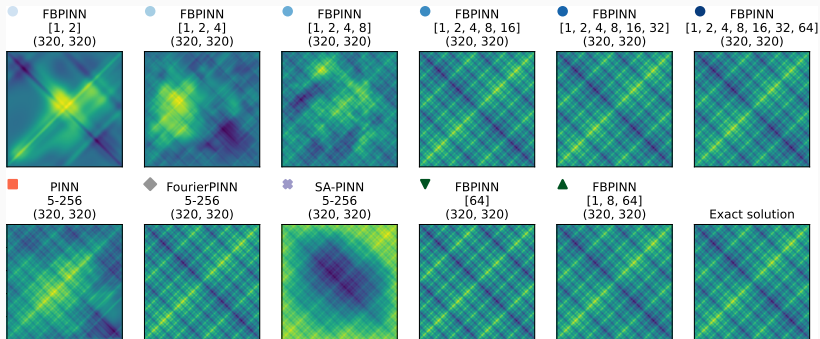 FBPINN
[1, 2]
(320, 320)
FBPINN
[1, 2, 4]
(320, 320)
FBPINN
[1, 2, 4, 8]
(320, 320)
FBPINN
[1, 2, 4, 8, 16]
(320, 320)
FBPINN
[1, 2, 4, 8, 16, 32]
(320, 320)
FBPINN
[1, 2, 4, 8, 16, 32, 64]
(320, 320)
PINN
5-256
(320, 320)
FourierPINN
5-256
(320, 320)
SA-PINN
5-256
(320, 320)
FBPINN
[64]
(320, 320)
FBPINN
[1, 8, 64]
(320, 320)
Exact solution